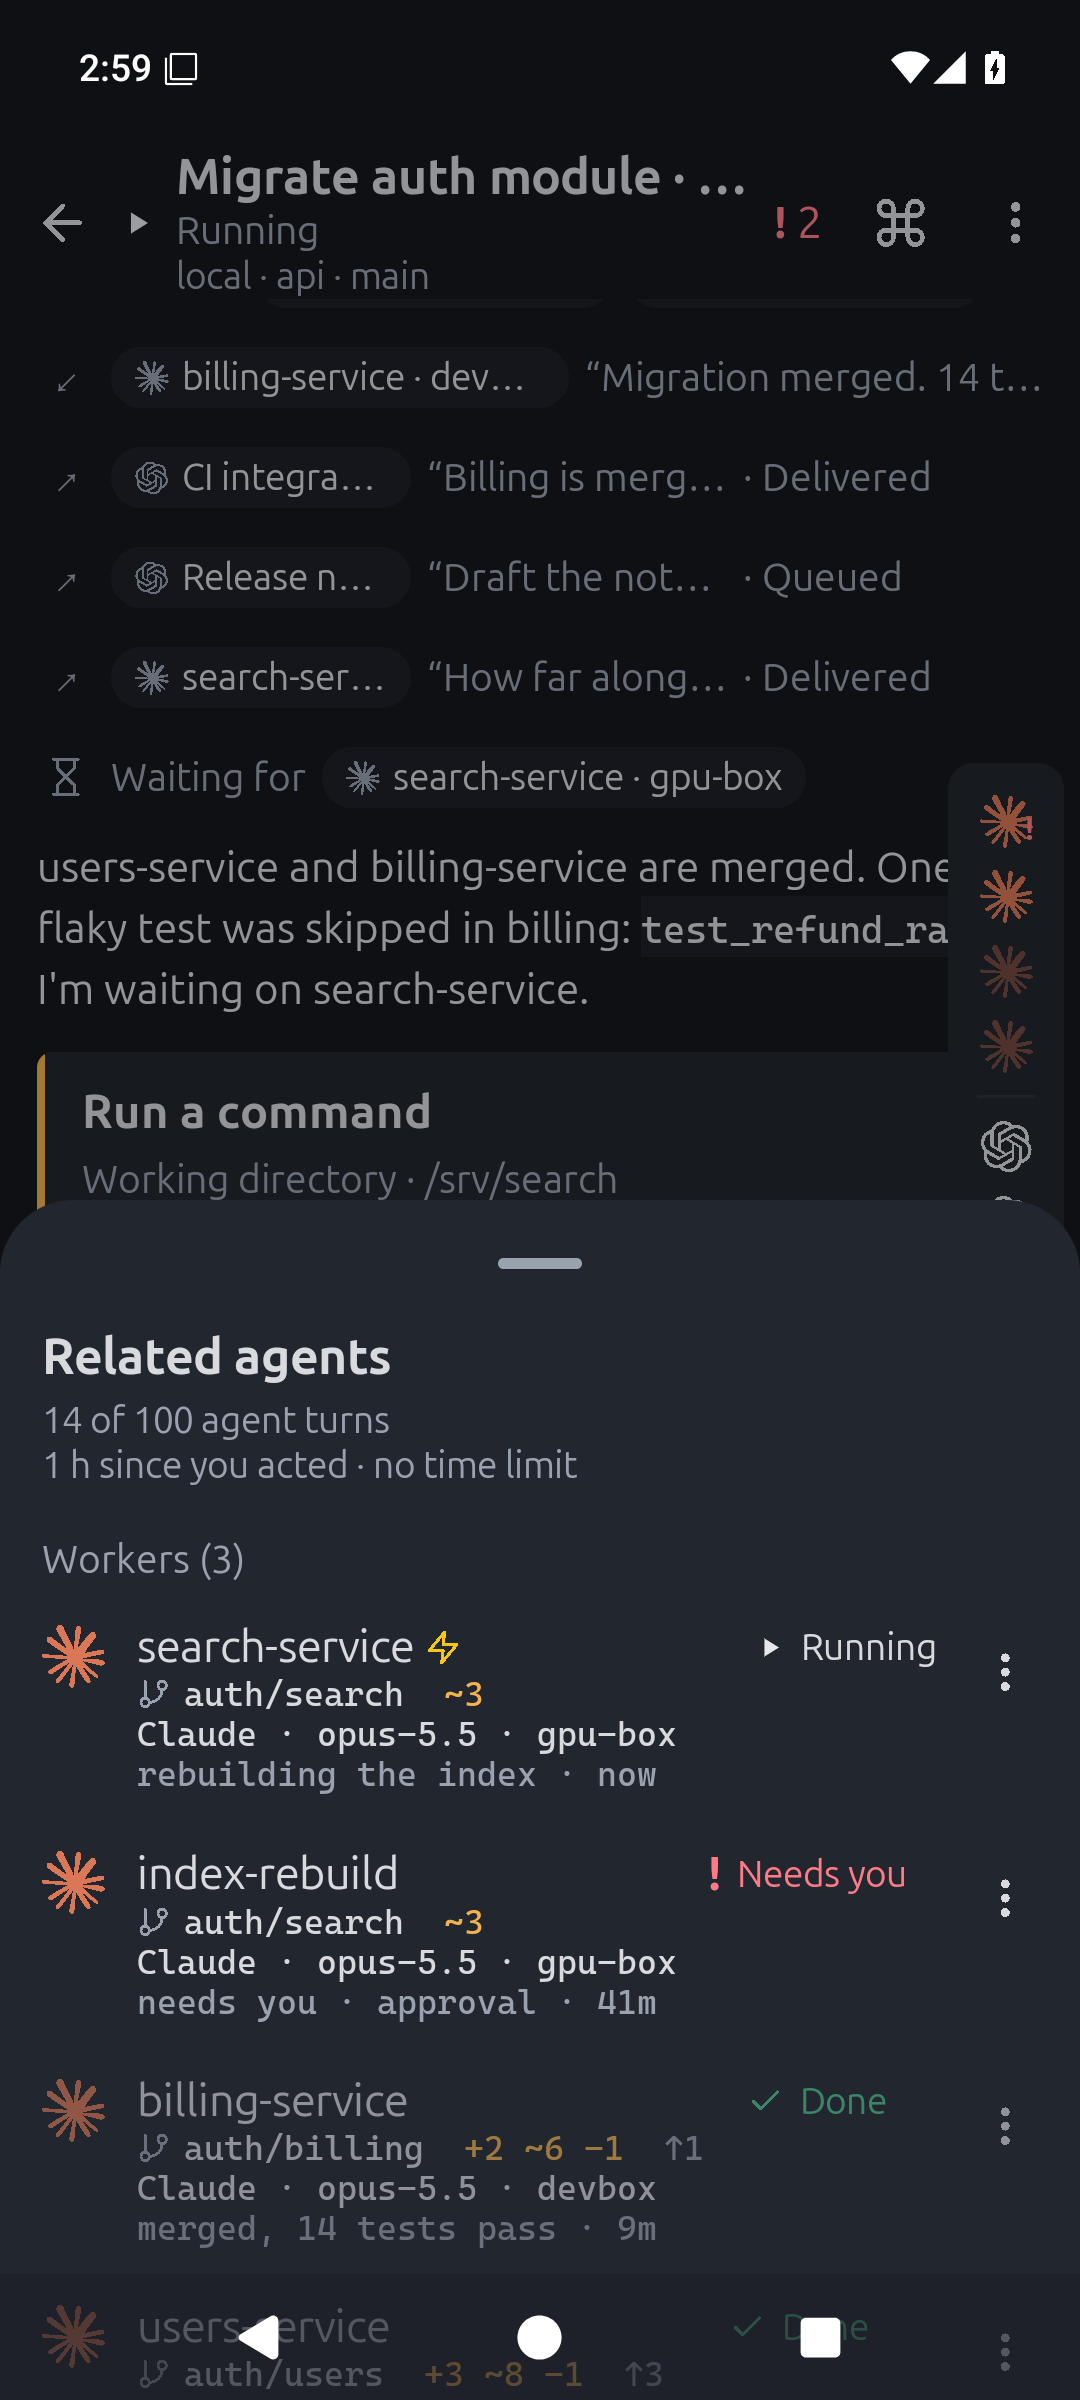 2:59
Migrate auth module · …
Running
local · api · main
! 2
billing-service · dev… “Migration merged. 14 t…
CI integra… “Billing is merg… · Delivered
Release n… “Draft the not… · Queued
search-ser… “How far along… · Delivered
Waiting for search-service · gpu-box
users-service and billing-service are merged. One
flaky test was skipped in billing: test_refund_ra
I'm waiting on search-service.
Run a command
Working directory · /srv/search
Related agents
14 of 100 agent turns
1 h since you acted · no time limit
Workers (3)
search-service Running
auth/search ~3
Claude · opus-5.5 · gpu-box
rebuilding the index · now
index-rebuild ! Needs you
auth/search ~3
Claude · opus-5.5 · gpu-box
needs you · approval · 41m
billing-service Done
auth/billing +2 ~6 -1 ↑1
Claude · opus-5.5 · devbox
merged, 14 tests pass · 9m
users-service Done
auth/users +3 ~8 -1 ↑3